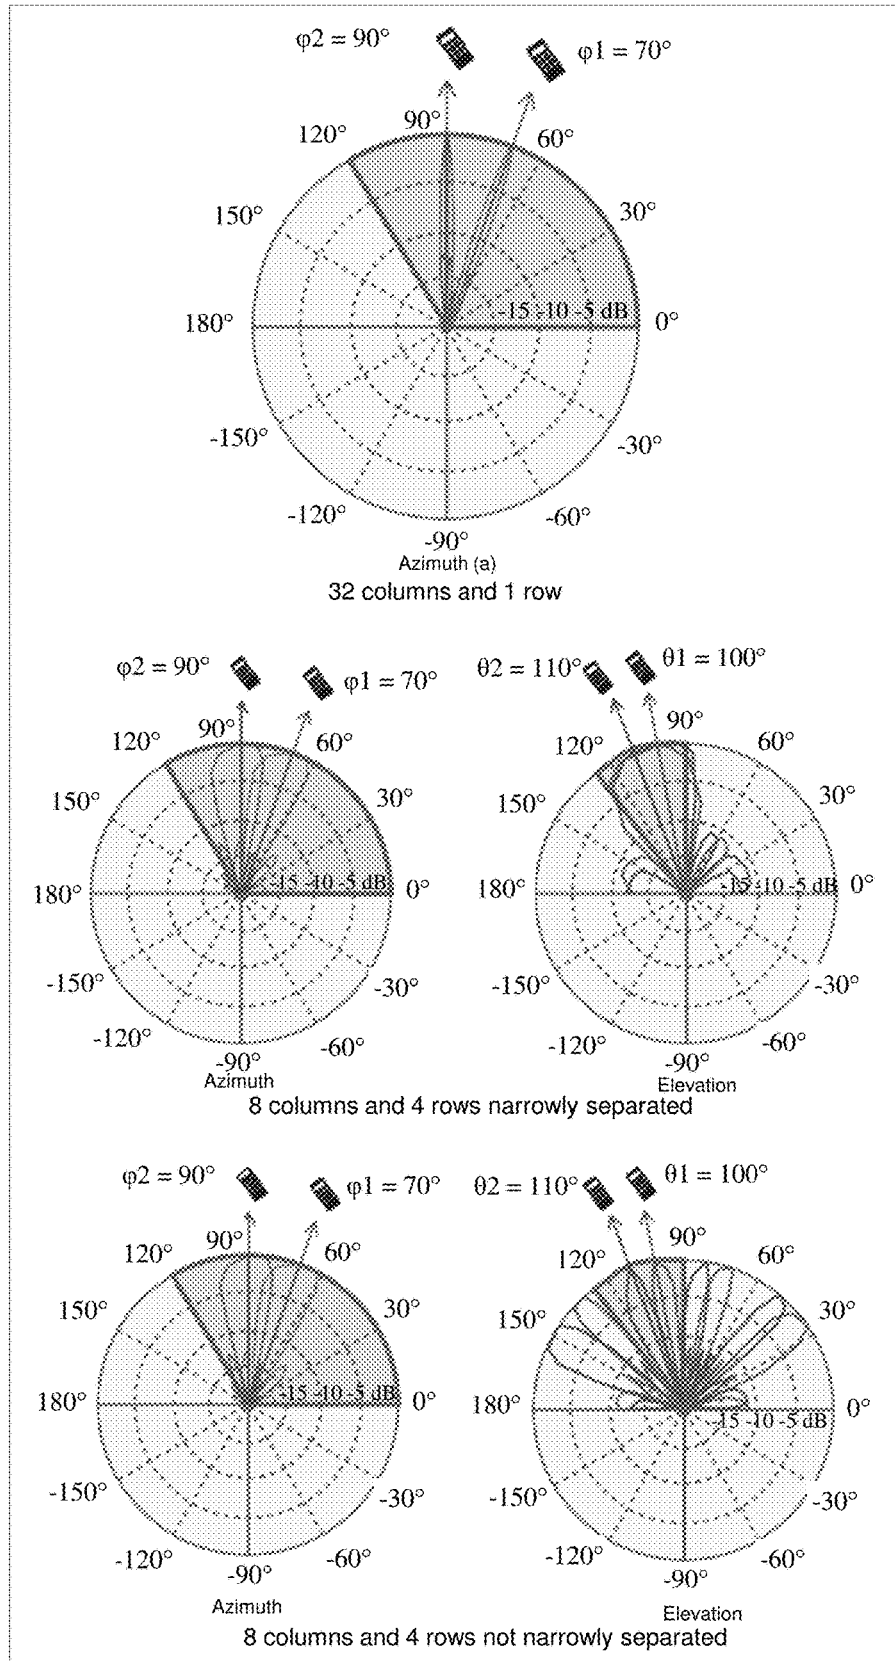 φ2 = 90°
φ1 = 70°
120°
90°
60°
150°
30°
-15 -10 -5 dB
180°
0°
-150°
-30°
-120°
-60°
-90°
Azimuth (a)
32 columns and 1 row
φ2 = 90°
φ1 = 70°
120°
90°
60°
150°
30°
-15 -10 -5 dB
180°
0°
-150°
-30°
-120°
-60°
-90°
Azimuth
θ2 = 110°
θ1 = 100°
120°
90°
60°
150°
30°
-15 -10 -5 dB
180°
0°
-150°
-30°
-120°
-60°
-90°
Elevation
8 columns and 4 rows narrowly separated
φ2 = 90°
φ1 = 70°
120°
90°
60°
150°
30°
-15 -10 -5 dB
180°
0°
-150°
-30°
-120°
-60°
-90°
Azimuth
θ2 = 110°
θ1 = 100°
120°
90°
60°
150°
30°
-15 -10 -5 dB
180°
0°
-150°
-30°
-120°
-60°
-90°
Elevation
8 columns and 4 rows not narrowly separated